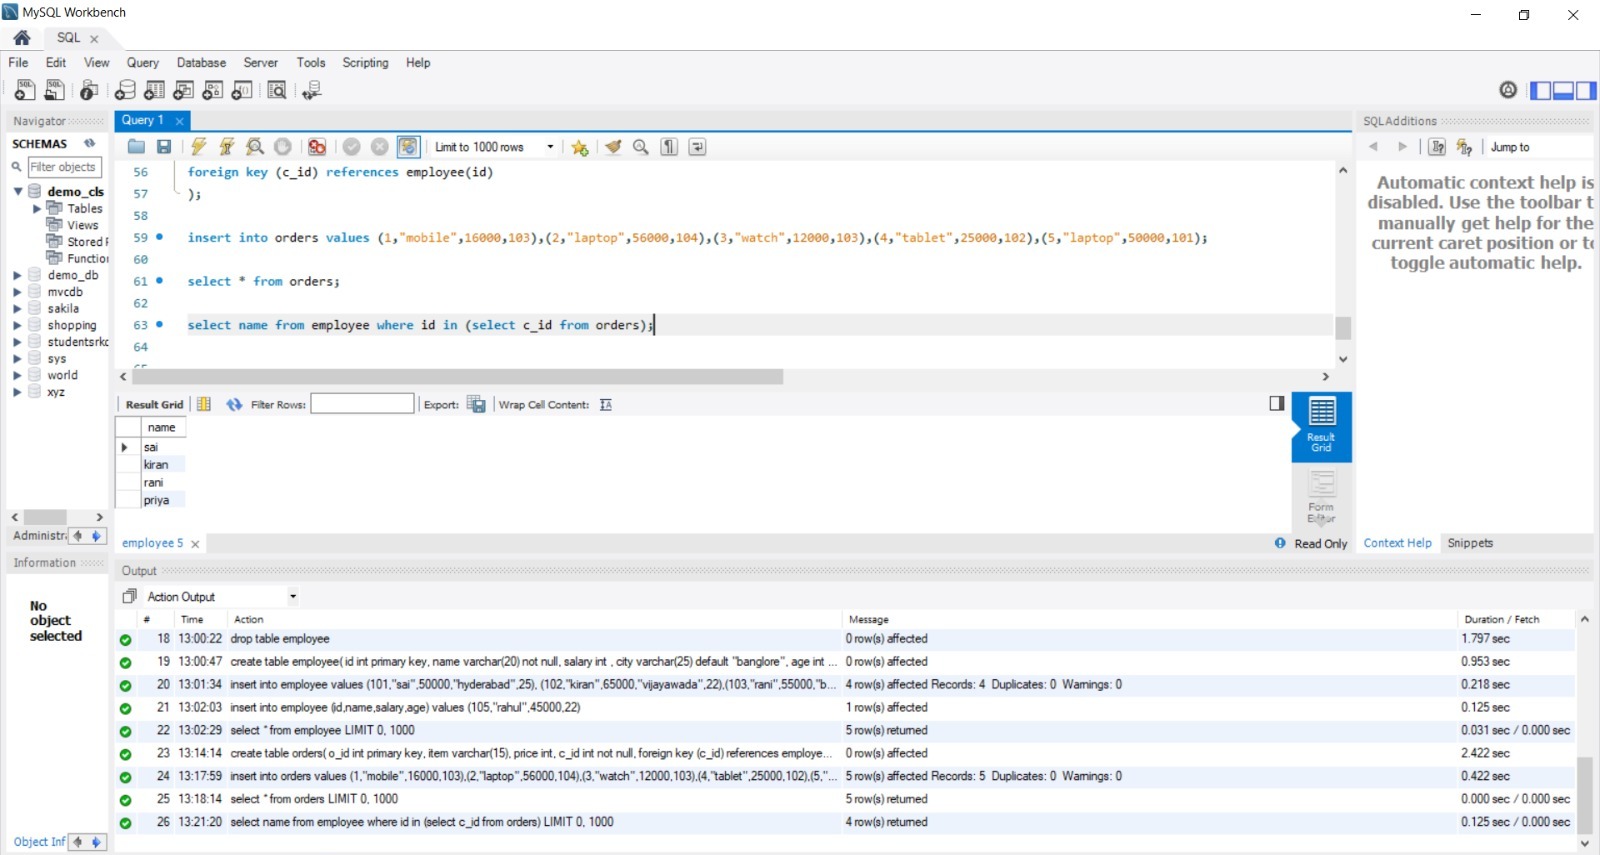 MySQL Workbench
SQL
File Edit View Query Database Server Tools Scripting Help
Navigator
SCHEMAS
Filter objects
demo_cls
Tables
Views
Stored
Functio
demo_db
mvcdb
sakila
shopping
studentsrk
sys
world
xyz
Administr
Information
No
object
selected
Object Inf
Query 1
Limit to 1000 rows
56 foreign key (c_id) references employee(id)
57 );
58
59 insert into orders values (1,"mobile",16000,103),(2,"laptop",56000,104),(3,"watch",12000,103),(4,"tablet",25000,102),(5,"laptop",50000,101);
60
61 select * from orders;
62
63 select name from employee where id in (select c_id from orders);
64
Result Grid Filter Rows: Export: Wrap Cell Content:
name
sai
kiran
rani
priya
Result
Grid
Form
Editor
employee 5
Read Only
SQLAdditions
Jump to
Automatic context help is
disabled. Use the toolbar t
manually get help for the
current caret position or to
toggle automatic help.
Context Help Snippets
Output
Action Output
# Time Action Message Duration / Fetch
18 13:00:22 drop table employee 0 row(s) affected 1.797 sec
19 13:00:47 create table employee( id int primary key, name varchar(20) not null, salary int , city varchar(25) default "banglore", age int ... 0 row(s) affected 0.953 sec
20 13:01:34 insert into employee values (101,"sai",50000,"hyderabad",25), (102,"kiran",65000,"vijayawada",22),(103,"rani",55000,"b... 4 row(s) affected Records: 4 Duplicates: 0 Warnings: 0 0.218 sec
21 13:02:03 insert into employee (id,name,salary,age) values (105,"rahul",45000,22) 1 row(s) affected 0.125 sec
22 13:02:29 select * from employee LIMIT 0, 1000 5 row(s) returned 0.031 sec / 0.000 sec
23 13:14:14 create table orders( o_id int primary key, item varchar(15), price int, c_id int not null, foreign key (c_id) references employe... 0 row(s) affected 2.422 sec
24 13:17:59 insert into orders values (1,"mobile",16000,103),(2,"laptop",56000,104),(3,"watch",12000,103),(4,"tablet",25000,102),(5,"... 5 row(s) affected Records: 5 Duplicates: 0 Warnings: 0 0.422 sec
25 13:18:14 select * from orders LIMIT 0, 1000 5 row(s) returned 0.000 sec / 0.000 sec
26 13:21:20 select name from employee where id in (select c_id from orders) LIMIT 0, 1000 4 row(s) returned 0.125 sec / 0.000 sec